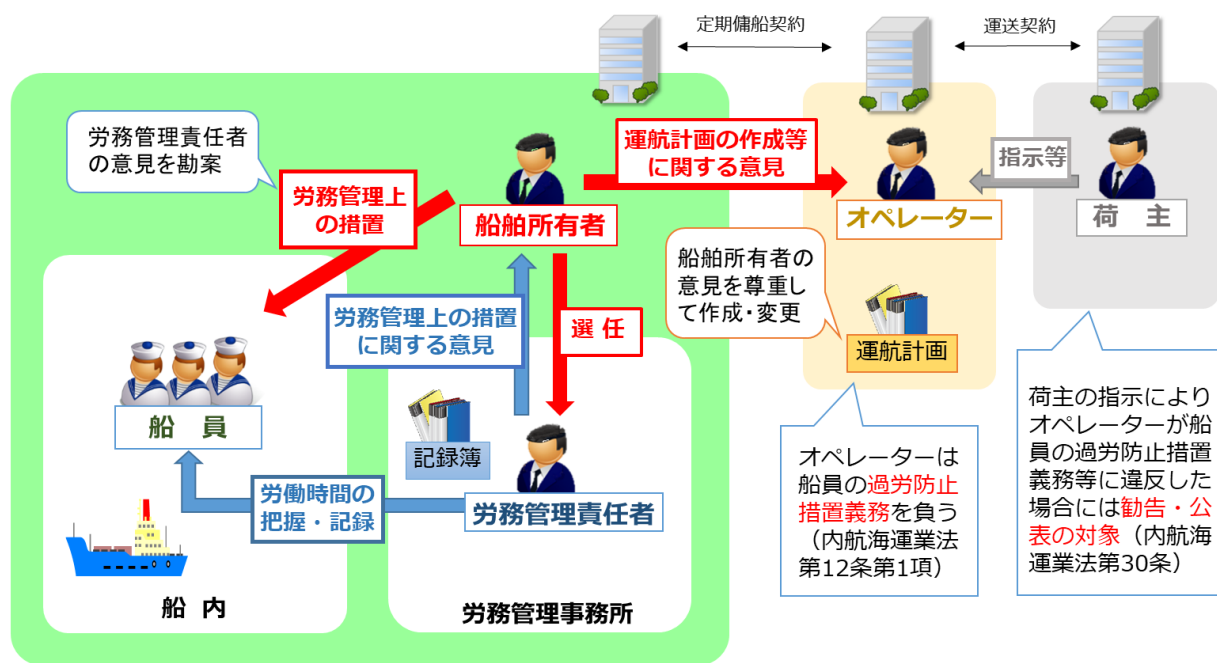 定期傭船契約
運送契約
労務管理責任者
の意見を勘案
労務管理上
の措置
船舶所有者
運航計画の作成等
に関する意見
オペレーター
指示等
荷 主
船舶所有者の
意見を尊重し
て作成・変更
運航計画
労務管理上の措置
に関する意見
選 任
船 員
記録簿
労働時間の
把握・記録
労務管理責任者
船 内
労務管理事務所
オペレーターは
船員の過労防止
措置義務を負う
（内航海運業法
第12条第1項）
荷主の指示により
オペレーターが船
員の過労防止措置
義務等に違反した
場合には勧告・公
表の対象（内航海
運業法第30条）